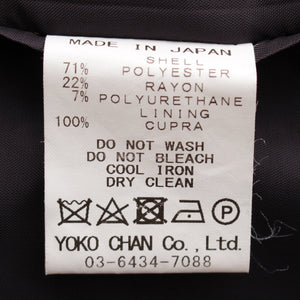 MADE IN JAPAN
SHELL
71% POLYESTER
22% RAYON
7% POLYURETHANE
LINING
100% CUPRA
DO NOT WASH
DO NOT BLEACH
COOL IRON
DRY CLEAN
P
YOKO CHAN Co., Ltd.
03-6434-7088